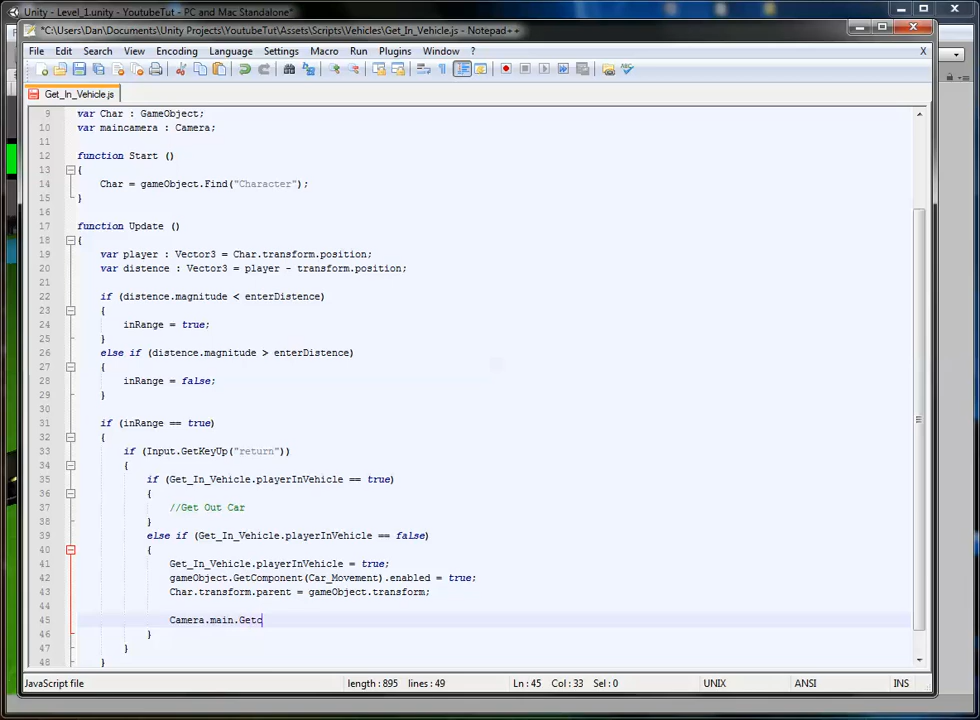 Unity - Level_1.unity - YoutubeTut - PC and Mac Standalone*
*C:\Users\Dan\Documents\Unity Projects\YoutubeTut\Assets\Scripts\Vehicles\Get_In_Vehicle.js - Notepad++
File Edit Search View Encoding Language Settings Macro Run Plugins Window ? X
Get_In_Vehicle.js
9 var Char : GameObject;
10 var maincamera : Camera;
11
12 function Start ()
13 {
14 Char = gameObject.Find("Character");
15 }
16
17 function Update ()
18 {
19 var player : Vector3 = Char.transform.position;
20 var distence : Vector3 = player - transform.position;
21
22 if (distence.magnitude < enterDistence)
23 {
24 inRange = true;
25 }
26 else if (distence.magnitude > enterDistence)
27 {
28 inRange = false;
29 }
30
31 if (inRange == true)
32 {
33 if (Input.GetKeyUp("return"))
34 {
35 if (Get_In_Vehicle.playerInVehicle == true)
36 {
37 //Get Out Car
38 }
39 else if (Get_In_Vehicle.playerInVehicle == false)
40 {
41 Get_In_Vehicle.playerInVehicle = true;
42 gameObject.GetComponent(Car_Movement).enabled = true;
43 Char.transform.parent = gameObject.transform;
44
45 Camera.main.Getc
46 }
47 }
48 }
JavaScript file length : 895 lines : 49 Ln : 45 Col : 33 Sel : 0 UNIX ANSI INS